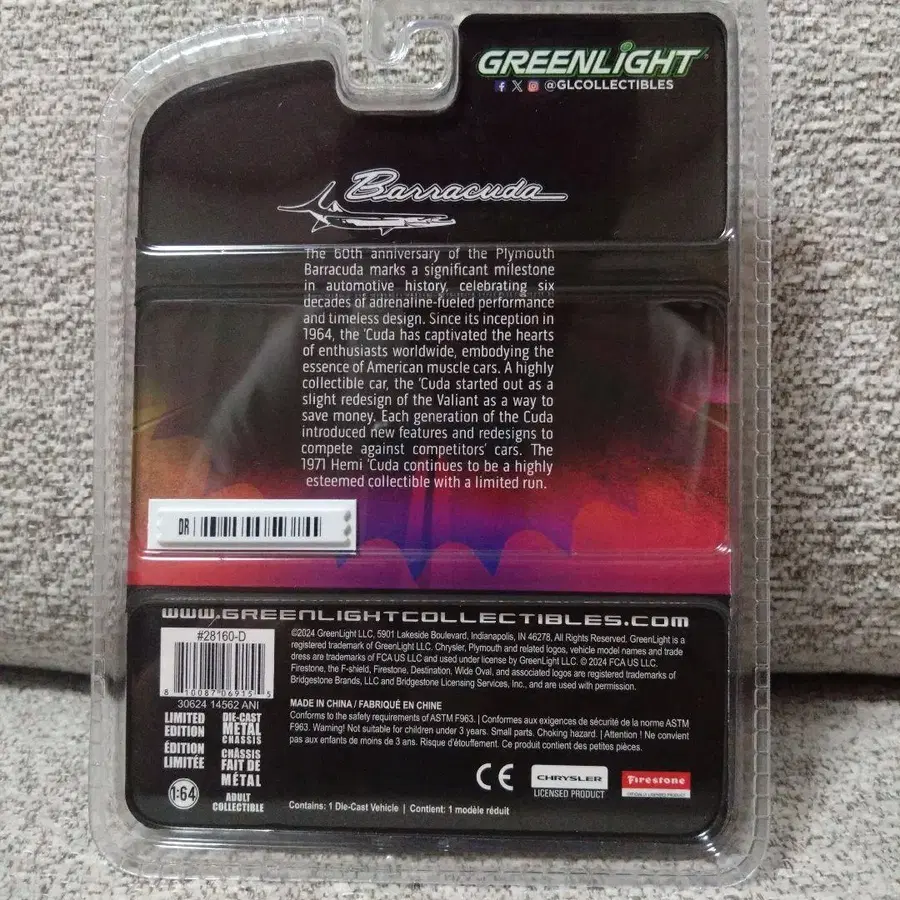 GREENLiGHT
@GLCOLLECTIBLES
Barracuda
The 60th anniversary of the Plymouth
Barracuda marks a significant milestone
in automotive history, celebrating six
decades of adrenaline-fueled performance
and timeless design. Since its inception in
1964, the 'Cuda has captivated the hearts
of enthusiasts worldwide, embodying the
essence of American muscle cars. A highly
collectible car, the 'Cuda started out as a
slight redesign of the Valiant as a way to
save money. Each generation of the Cuda
introduced new features and redesigns to
compete against competitors' cars. The
1971 Hemi 'Cuda continues to be a highly
esteemed collectible with a limited run.
DR
WWW.GREENLIGHTCOLLECTIBLES.COM
#28160-D
8 10087 06915 5
30624 14562 ANI
LIMITED
EDITION
ÉDITION
LIMITÉE
DIE-CAST
METAL
CHASSIS
CHÂSSIS
FAIT DE
MÉTAL
1:64
ADULT
COLLECTIBLE
©2024 GreenLight LLC, 5901 Lakeside Boulevard, Indianapolis, IN 46278, All Rights Reserved. GreenLight is a
registered trademark of GreenLight LLC. Chrysler, Plymouth and related logos, vehicle model names and trade
dress are trademarks of FCA US LLC and used under license by GreenLight LLC. © 2024 FCA US LLC.
Firestone, the F-shield, Firestone, Destination, Wide Oval, and associated logos are registered trademarks of
Bridgestone Brands, LLC and Bridgestone Licensing Services, Inc., and are used with permission.
MADE IN CHINA / FABRIQUÉ EN CHINE
Conforms to the safety requirements of ASTM F963. | Conformes aux exigences de sécurité de la norme ASTM
F963. Warning! Not suitable for children under 3 years. Small parts. Choking hazard. | Attention ! Ne convient
pas aux enfants de moins de 3 ans. Risque d'étouffement. Ce produit contient des petites pièces.
CE
CHRYSLER
LICENSED PRODUCT
Firestone
OFFICIALLY LICENSED PRODUCT
Contains: 1 Die-Cast Vehicle | Contient: 1 modèle réduit